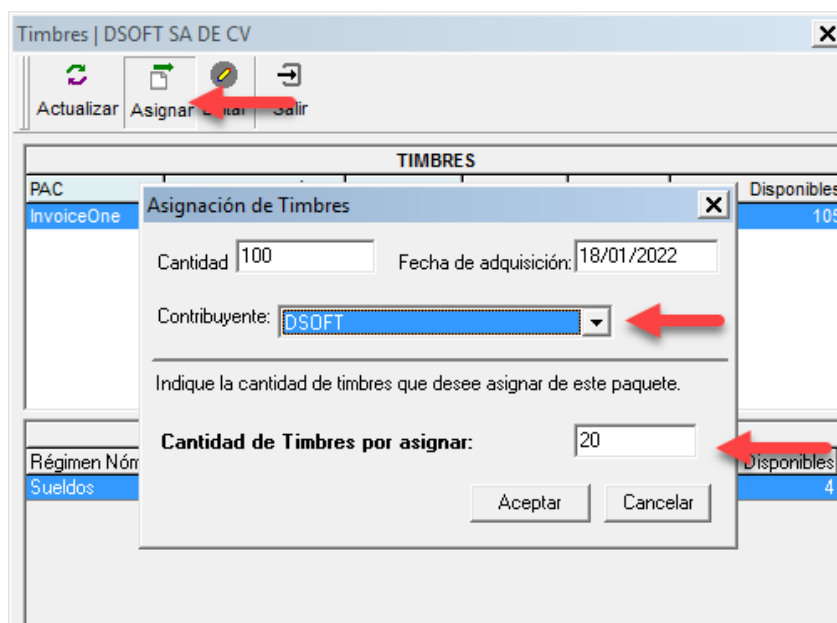 Timbres | DSOFT SA DE CV
Actualizar Asignar Editar Salir
TIMBRES
PAC Disponibles
InvoiceOne 105
Asignación de Timbres
Cantidad 100 Fecha de adquisición: 18/01/2022
Contribuyente: DSOFT
Indique la cantidad de timbres que desee asignar de este paquete.
Cantidad de Timbres por asignar: 20
Régimen Nóm Disponibles
Sueldos 4
Aceptar Cancelar